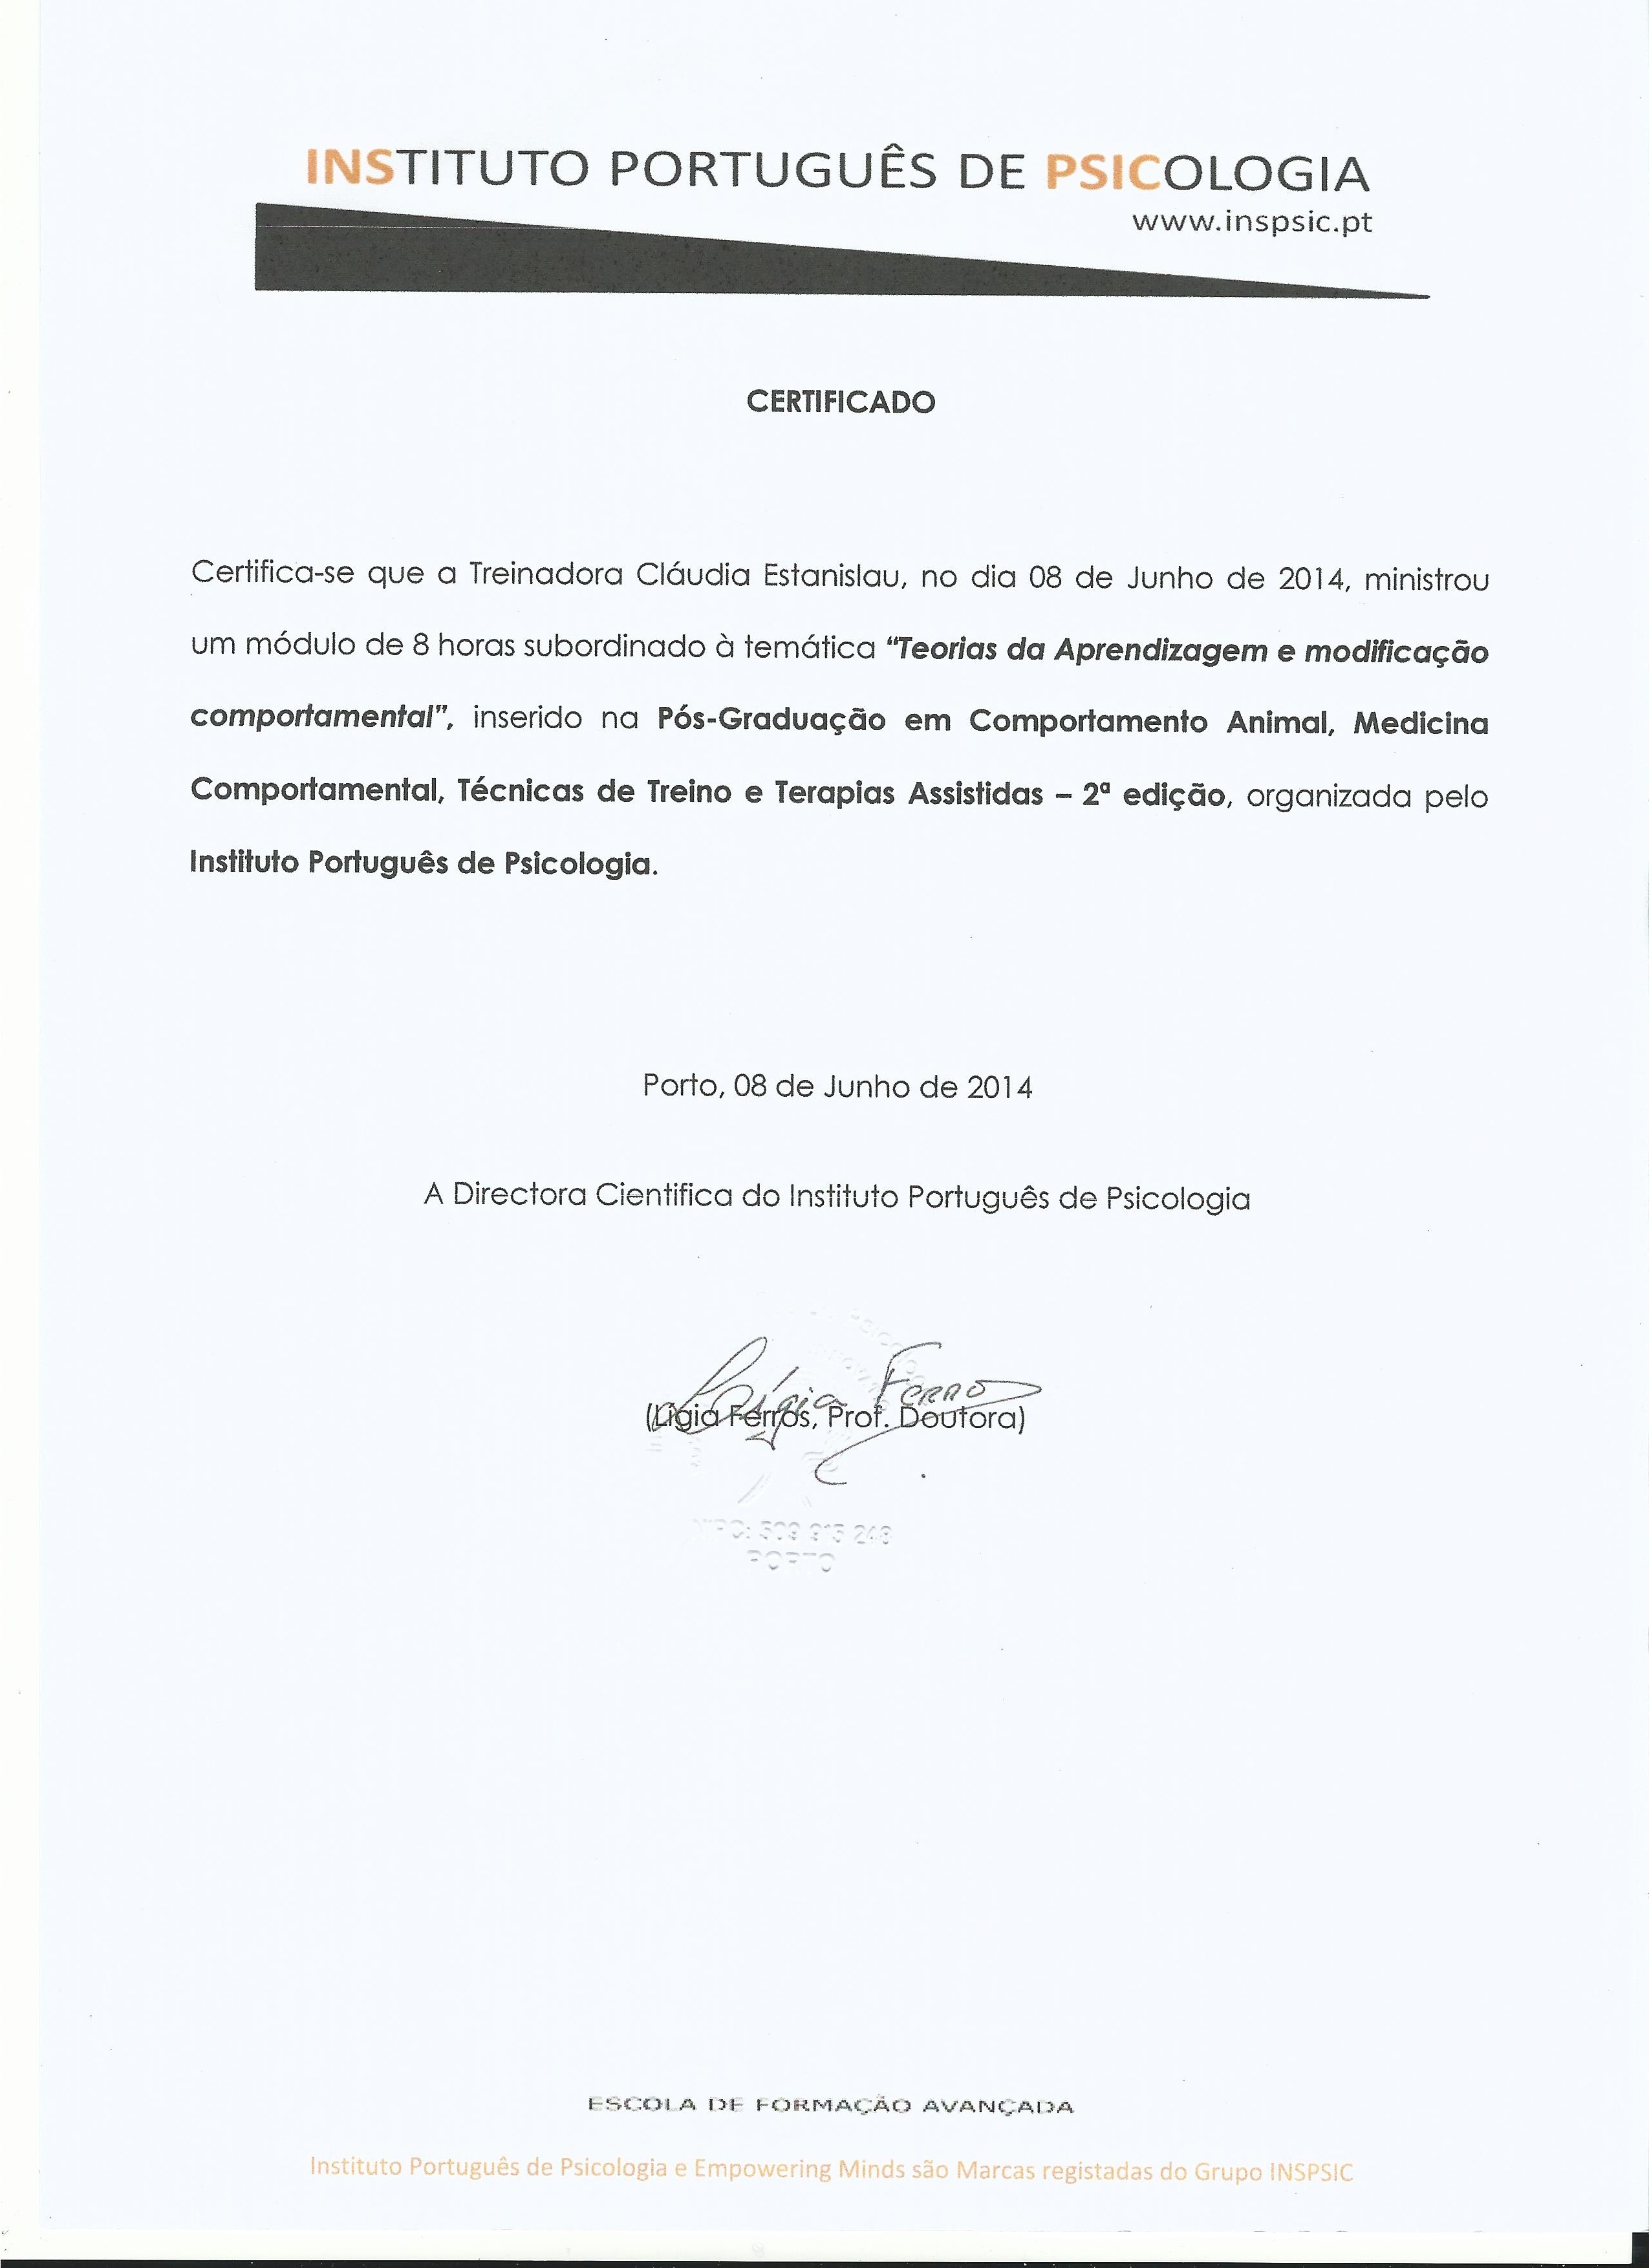 INSTITUTO PORTUGUÊS DE PSICOLOGIA
www.inspsic.pt
CERTIFICADO
Certifica-se que a Treinadora Cláudia Estanislau, no dia 08 de Junho de 2014, ministrou
um módulo de 8 horas subordinado à temática “Teorias da Aprendizagem e modificação
comportamental”, inserido na Pós-Graduação em Comportamento Animal, Medicina
Comportamental, Técnicas de Treino e Terapias Assistidas – 2ª edição, organizada pelo
Instituto Português de Psicologia.
Porto, 08 de Junho de 2014
A Directora Cientifica do Instituto Português de Psicologia
Lígia Ferro
(Lígia Ferros, Prof. Doutora)
PORTO
ESCOLA DE FORMAÇÃO AVANÇADA
Instituto Português de Psicologia e Empowering Minds são Marcas registadas do Grupo INSPSIC